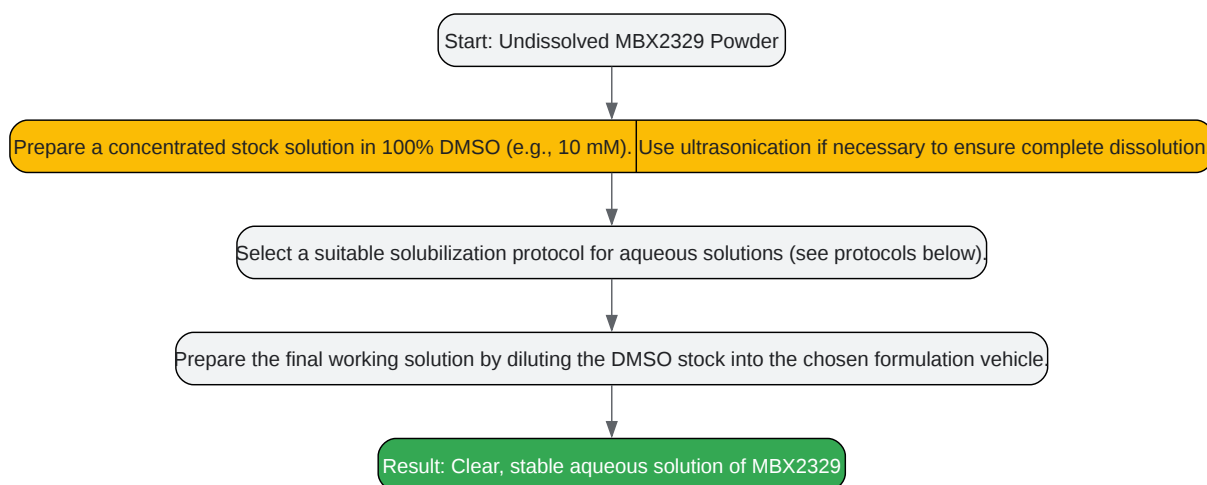 Start: Undissolved MBX2329 Powder
Prepare a concentrated stock solution in 100% DMSO (e.g., 10 mM).
Use ultrasonication if necessary to ensure complete dissolution.
Select a suitable solubilization protocol for aqueous solutions (see protocols below).
Prepare the final working solution by diluting the DMSO stock into the chosen formulation vehicle.
Result: Clear, stable aqueous solution of MBX2329